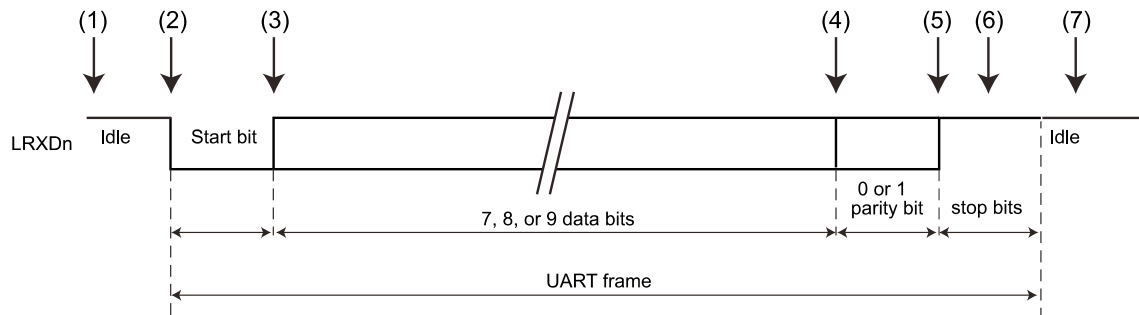 (1) (2) (3) (4) (5) (6) (7)
LRXDn Idle Start bit Idle
0 or 1
parity bit stop bits
7, 8, or 9 data bits
UART frame